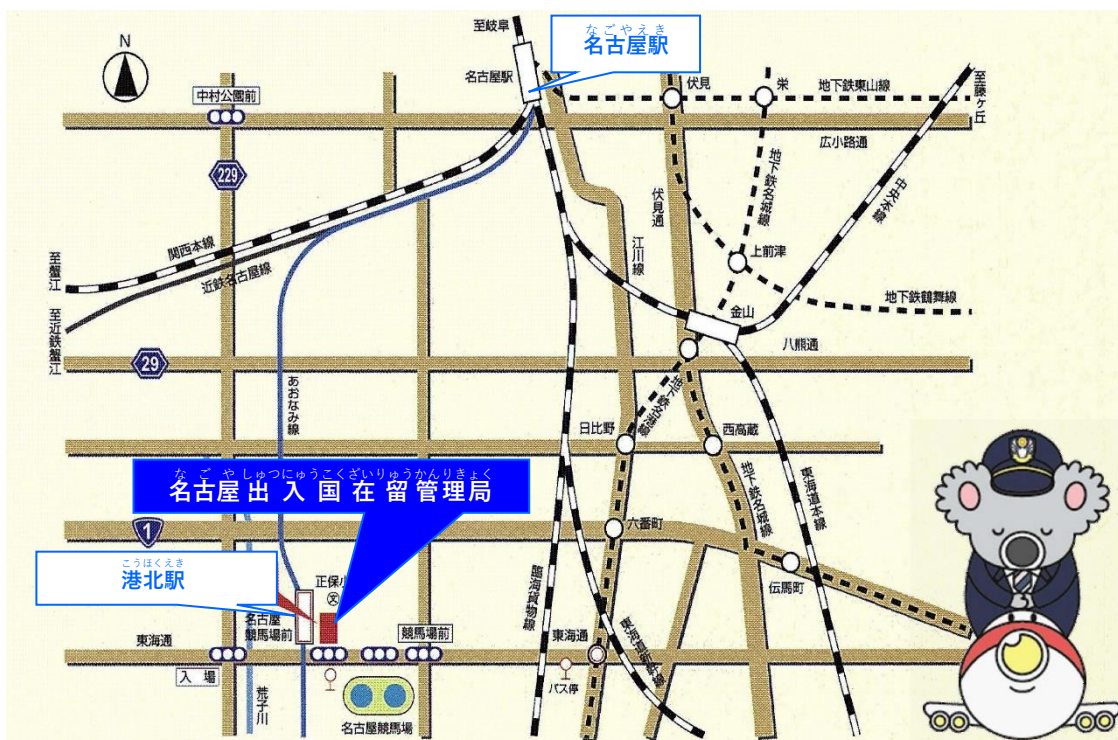 至岐阜
なごやえき
名古屋駅
N
名古屋駅
伏見
栄
地下鉄東山線
至藤ヶ丘
中村公園前
広小路通
229
地下鉄名城線
中央本線
伏見通
江川線
上前津
関西本線
近鉄名古屋線
至蟹江
至近鉄蟹江
地下鉄鶴舞線
金山
八熊通
29
あおなみ線
地下鉄名港線
日比野
西高蔵
地下鉄名城線
東海道本線
なごやしゅつにゅうこくざいりゅうかんりきょく
名古屋出入国在留管理局
1
六番町
伝馬町
こうほくえき
港北駅
正保小
文
臨海貨物線
名古屋
競馬場前
競馬場前
東海通
東海通
東海道新幹線
入場
バス停
荒子川
名古屋競馬場